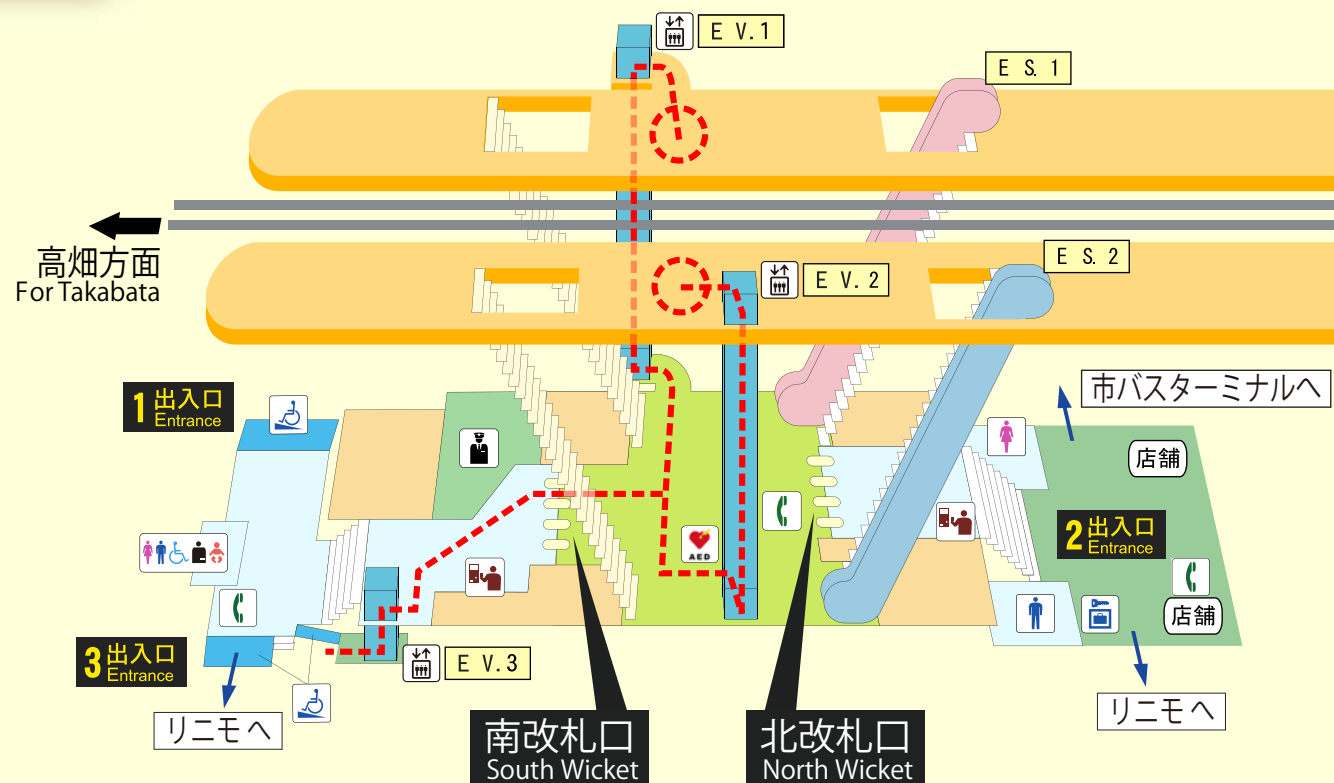 E V. 1
E S. 1
高畑方面
For Takabata
E V. 2
E S. 2
1 出入口
Entrance
市バスターミナルへ
店舗
AED
2 出入口
Entrance
店舗
3 出入口
Entrance
E V. 3
リニモへ
リニモへ
南改札口
South Wicket
北改札口
North Wicket